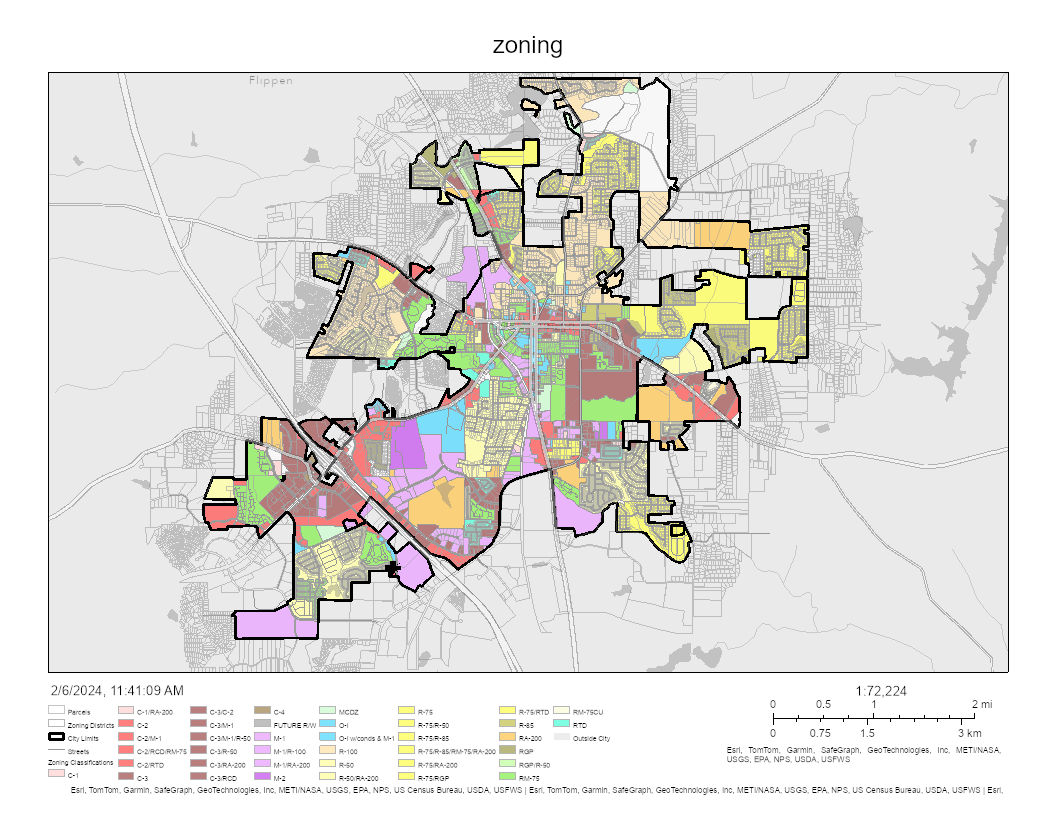 zoning
Flippen
2/6/2024, 11:41:09 AM
1:72,224
Parcels
Zoning Districts
City Limits
Streets
Zoning Classifications
C-1
C-1/RA-200
C-2
C-2/M-1
C-2/RCD/RM-75
C-2/RTD
C-3
C-3/C-2
C-3/M-1
C-3/M-1/R-50
C-3/R-50
C-3/RA-200
C-3/RCD
C-4
FUTURE R/W
M-1
M-1/R-100
M-1/RA-200
M-2
MCDZ
O-I
O-I w/conds & M-1
R-100
R-50
R-50/RA-200
R-75
R-75/R-50
R-75/R-85
R-75/R-85/RM-75/RA-200
R-75/RA-200
R-75/RGP
R-75/RTD
R-85
RA-200
RGP
RGP/R-50
RM-75
RM-75CU
RTD
Outside City
0 0.5 1 2 mi
0 0.75 1.5 3 km
Esri, TomTom, Garmin, SafeGraph, GeoTechnologies, Inc, METI/NASA,
USGS, EPA, NPS, USDA, USFWS
Esri, TomTom, Garmin, SafeGraph, GeoTechnologies, Inc, METI/NASA, USGS, EPA, NPS, US Census Bureau, USDA, USFWS | Esri, TomTom, Garmin, SafeGraph, GeoTechnologies, Inc, METI/NASA, USGS, EPA, NPS, US Census Bureau, USDA, USFWS | Esri,